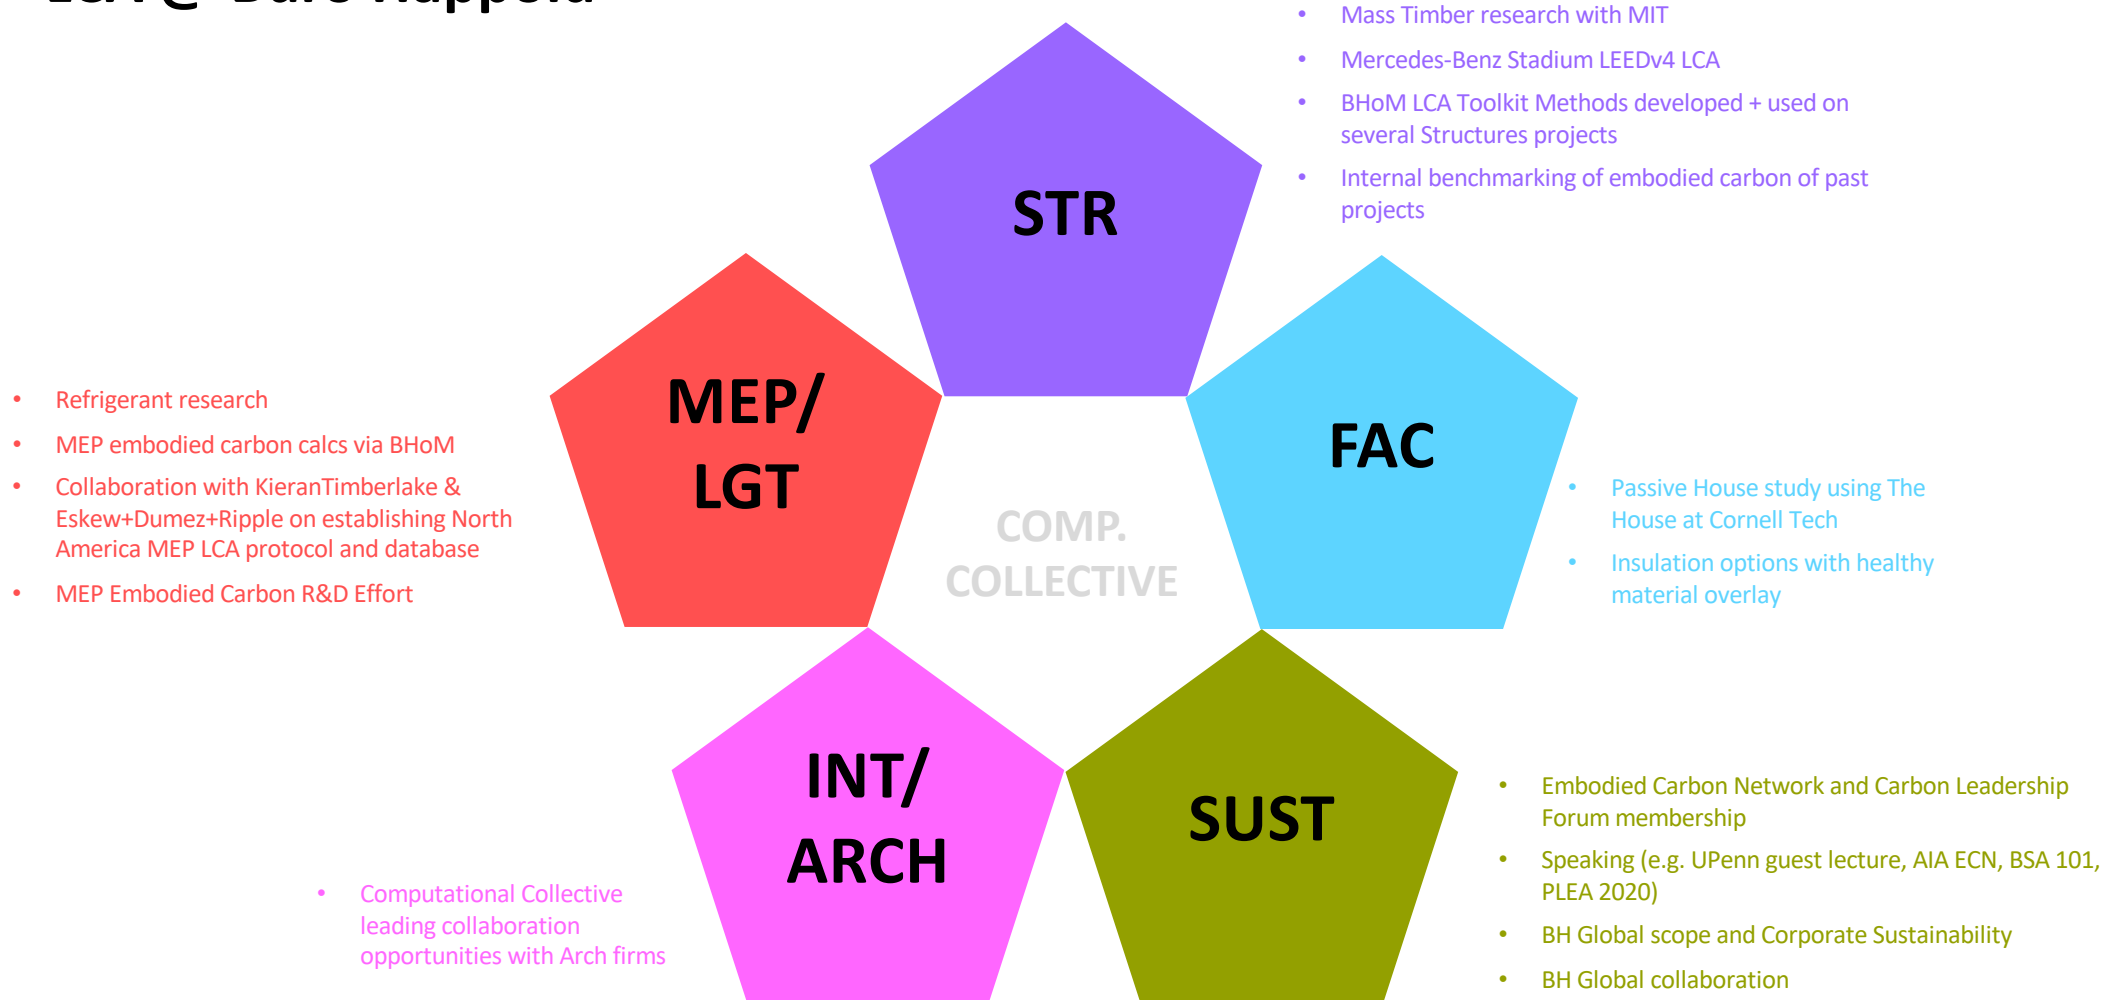 LCA @ Buro Happold
• Mass Timber research with MIT
• Mercedes-Benz Stadium LEEDv4 LCA
• BHoM LCA Toolkit Methods developed + used on
several Structures projects
• Internal benchmarking of embodied carbon of past
projects
STR
MEP/
LGT
• Refrigerant research
• MEP embodied carbon calcs via BHoM
• Collaboration with KieranTimberlake &
Eskew+Dumez+Ripple on establishing North
America MEP LCA protocol and database
• MEP Embodied Carbon R&D Effort
FAC
• Passive House study using The
House at Cornell Tech
• Insulation options with healthy
material overlay
COMP.
COLLECTIVE
INT/
ARCH
• Computational Collective
leading collaboration
opportunities with Arch firms
SUST
• Embodied Carbon Network and Carbon Leadership
Forum membership
• Speaking (e.g. UPenn guest lecture, AIA ECN, BSA 101,
PLEA 2020)
• BH Global scope and Corporate Sustainability
• BH Global collaboration